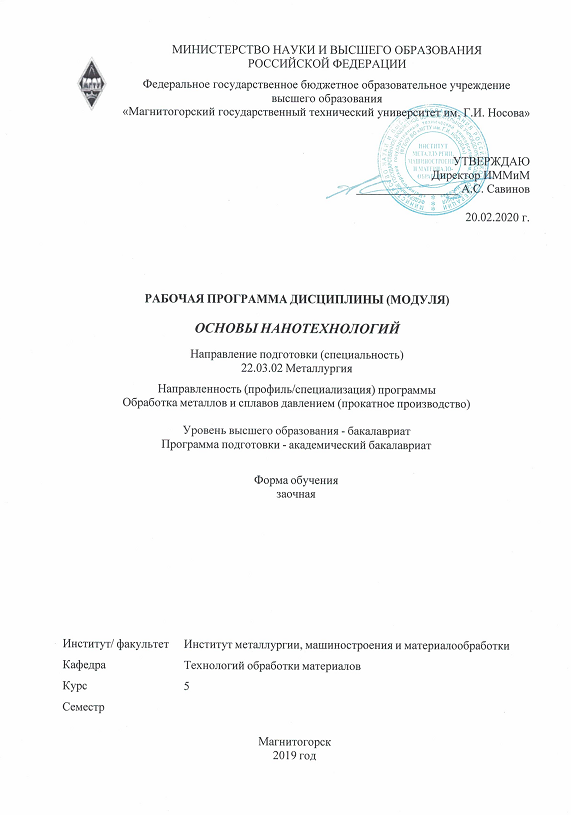 МИНИСТЕРСТВО НАУКИ И ВЫСШЕГО ОБРАЗОВАНИЯ
РОССИЙСКОЙ ФЕДЕРАЦИИ
Федеральное государственное бюджетное образовательное учреждение
высшего образования
«Магнитогорский государственный технический университет им. Г.И. Носова»
УТВЕРЖДАЮ
Директор ИММиМ
А.С. Савинов
20.02.2020 г.
РАБОЧАЯ ПРОГРАММА ДИСЦИПЛИНЫ (МОДУЛЯ)
ОСНОВЫ НАНОТЕХНОЛОГИЙ
Направление подготовки (специальность)
22.03.02 Металлургия
Направленность (профиль/специализация) программы
Обработка металлов и сплавов давлением (прокатное производство)
Уровень высшего образования - бакалавриат
Программа подготовки - академический бакалавриат
Форма обучения
заочная
Институт/ факультет Институт металлургии, машиностроения и материалообработки
Кафедра Технологий обработки материалов
Курс 5
Семестр
Магнитогорск
2019 год